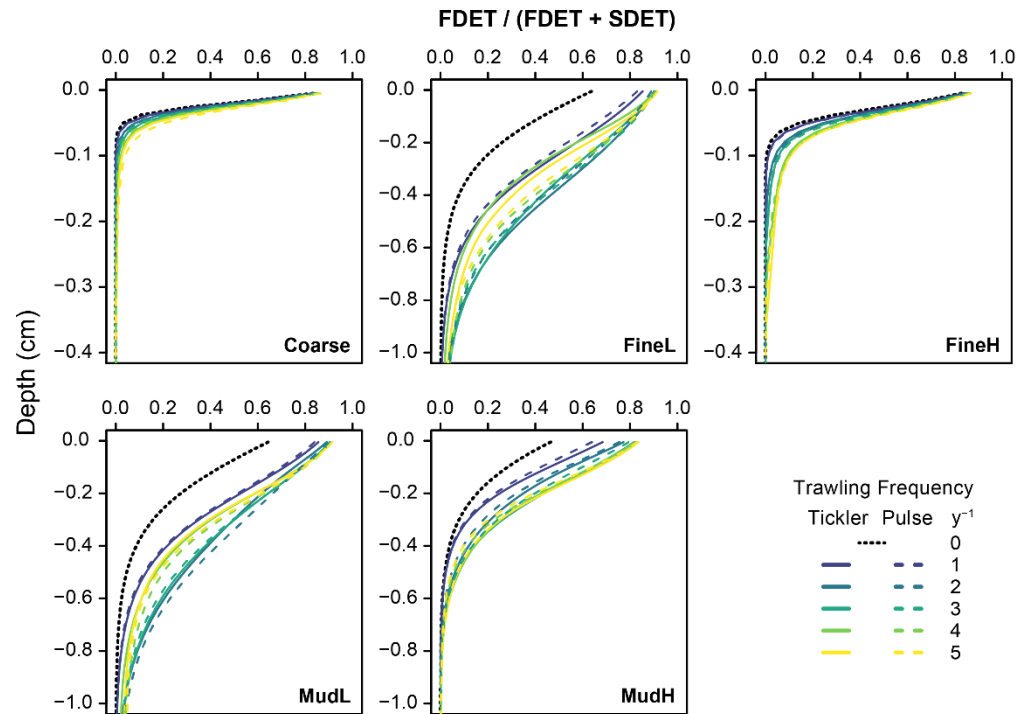 FDET / (FDET + SDET)
0.0 0.2 0.4 0.6 0.8 1.0
0.0 0.2 0.4 0.6 0.8 1.0
0.0 0.2 0.4 0.6 0.8 1.0
0.0
−0.1
−0.2
−0.3
−0.4
Coarse
0.0
−0.2
−0.4
−0.6
−0.8
−1.0
FineL
0.0
−0.1
−0.2
−0.3
−0.4
FineH
Depth (cm)
0.0 0.2 0.4 0.6 0.8 1.0
0.0 0.2 0.4 0.6 0.8 1.0
0.0
−0.2
−0.4
−0.6
−0.8
−1.0
MudL
0.0
−0.2
−0.4
−0.6
−0.8
−1.0
MudH
Trawling Frequency
Tickler Pulse y⁻¹
0
1
2
3
4
5